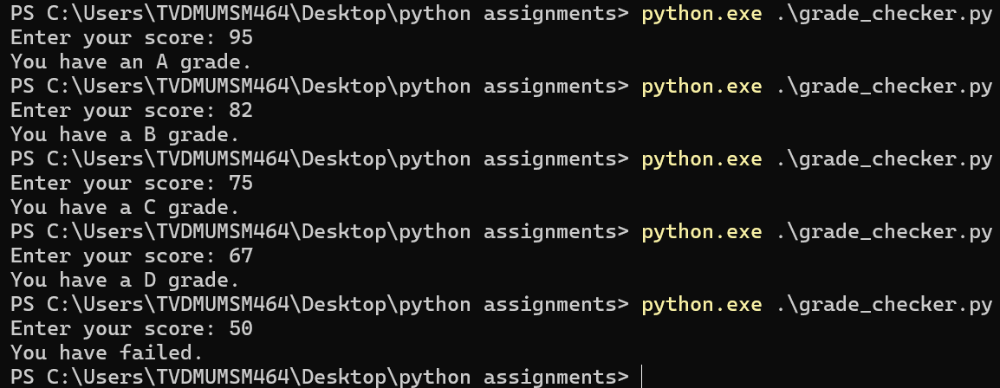 PS C:\Users\TVDMUMSM464\Desktop\python assignments> python.exe .\grade_checker.py
Enter your score: 95
You have an A grade.
PS C:\Users\TVDMUMSM464\Desktop\python assignments> python.exe .\grade_checker.py
Enter your score: 82
You have a B grade.
PS C:\Users\TVDMUMSM464\Desktop\python assignments> python.exe .\grade_checker.py
Enter your score: 75
You have a C grade.
PS C:\Users\TVDMUMSM464\Desktop\python assignments> python.exe .\grade_checker.py
Enter your score: 67
You have a D grade.
PS C:\Users\TVDMUMSM464\Desktop\python assignments> python.exe .\grade_checker.py
Enter your score: 50
You have failed.
PS C:\Users\TVDMUMSM464\Desktop\python assignments>